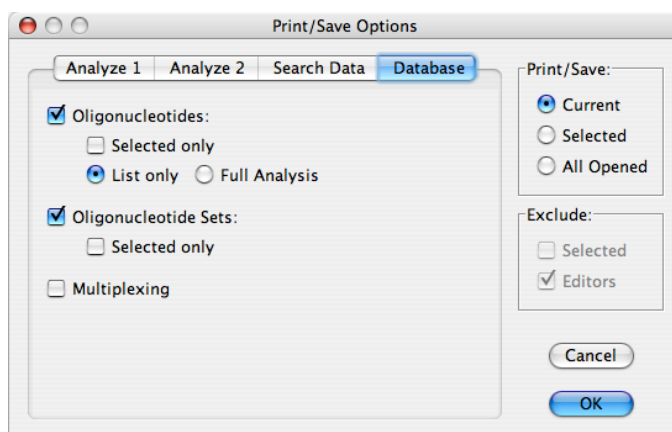 Print/Save Options
Analyze 1 Analyze 2 Search Data Database
Oligonucleotides:
Selected only
List only Full Analysis
Oligonucleotide Sets:
Selected only
Multiplexing
Print/Save:
Current
Selected
All Opened
Exclude:
Selected
Editors
Cancel
OK